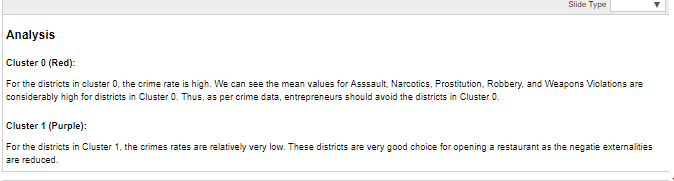 Slide Type
Analysis
Cluster 0 (Red):
For the districts in cluster 0, the crime rate is high. We can see the mean values for Asssault, Narcotics, Prostitution, Robbery, and Weapons Violations are
considerably high for districts in Cluster 0. Thus, as per crime data, entrepreneurs should avoid the districts in Cluster 0.
Cluster 1 (Purple):
For the districts in Cluster 1, the crimes rates are relatively very low. These districts are very good choice for opening a restaurant as the negatie externalities
are reduced.